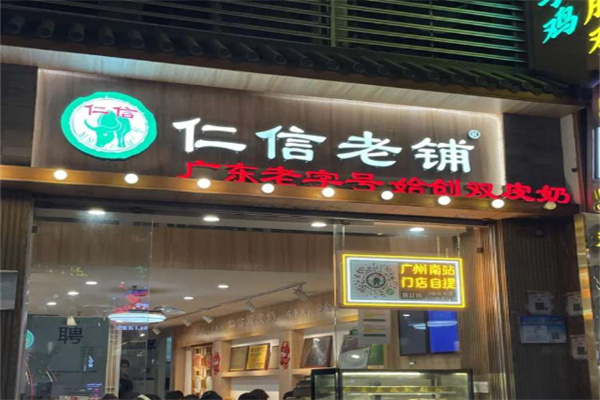 仁信
仁信老铺®
广东老字号 始创双皮奶
广州南站
门店自提
聘
鸡